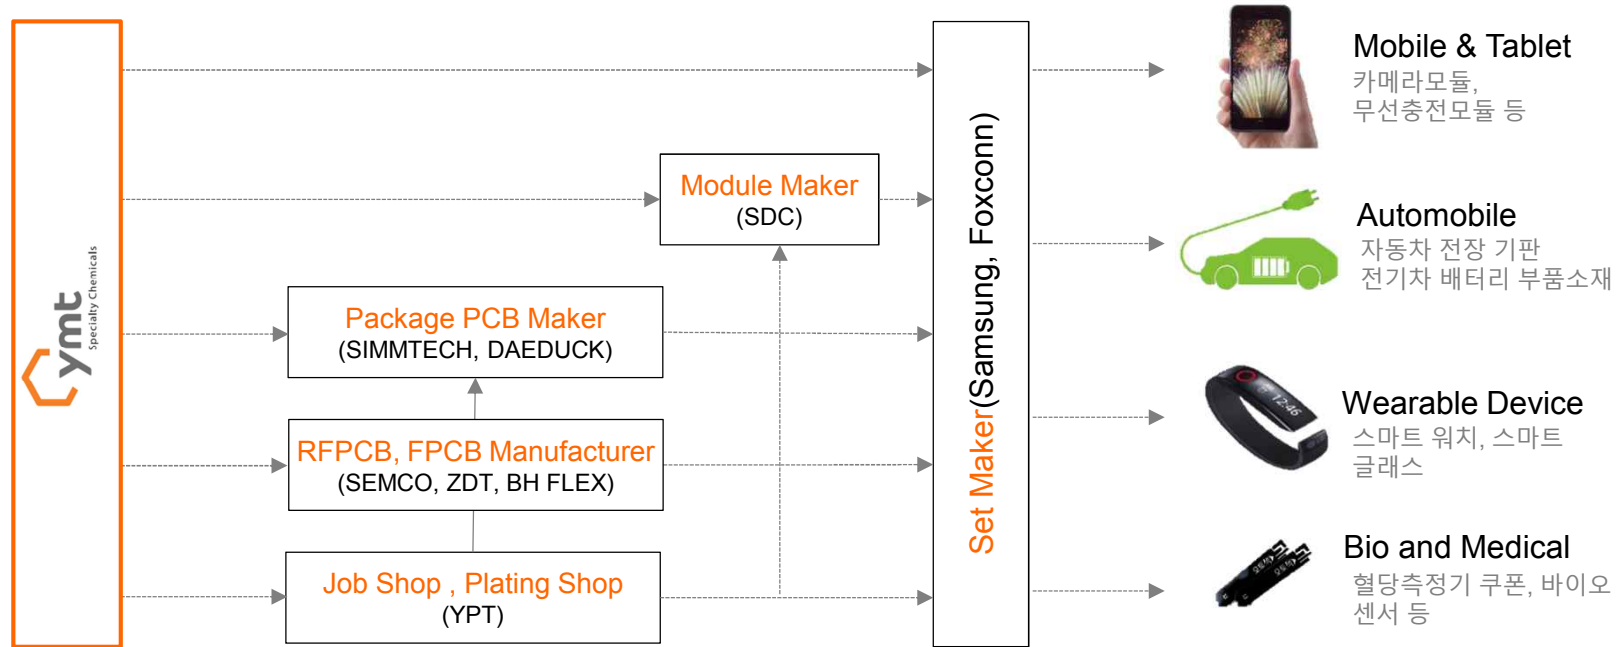 ymt
Specialty Chemicals
Module Maker
(SDC)
Package PCB Maker
(SIMMTECH, DAEDUCK)
RFPCB, FPCB Manufacturer
(SEMCO, ZDT, BH FLEX)
Job Shop , Plating Shop
(YPT)
Set Maker(Samsung, Foxconn)
Mobile & Tablet
카메라모듈,
무선충전모듈 등
Automobile
자동차 전장 기판
전기차 배터리 부품소재
12:46
Wearable Device
스마트 워치, 스마트
글래스
Bio and Medical
혈당측정기 쿠폰, 바이오
센서 등